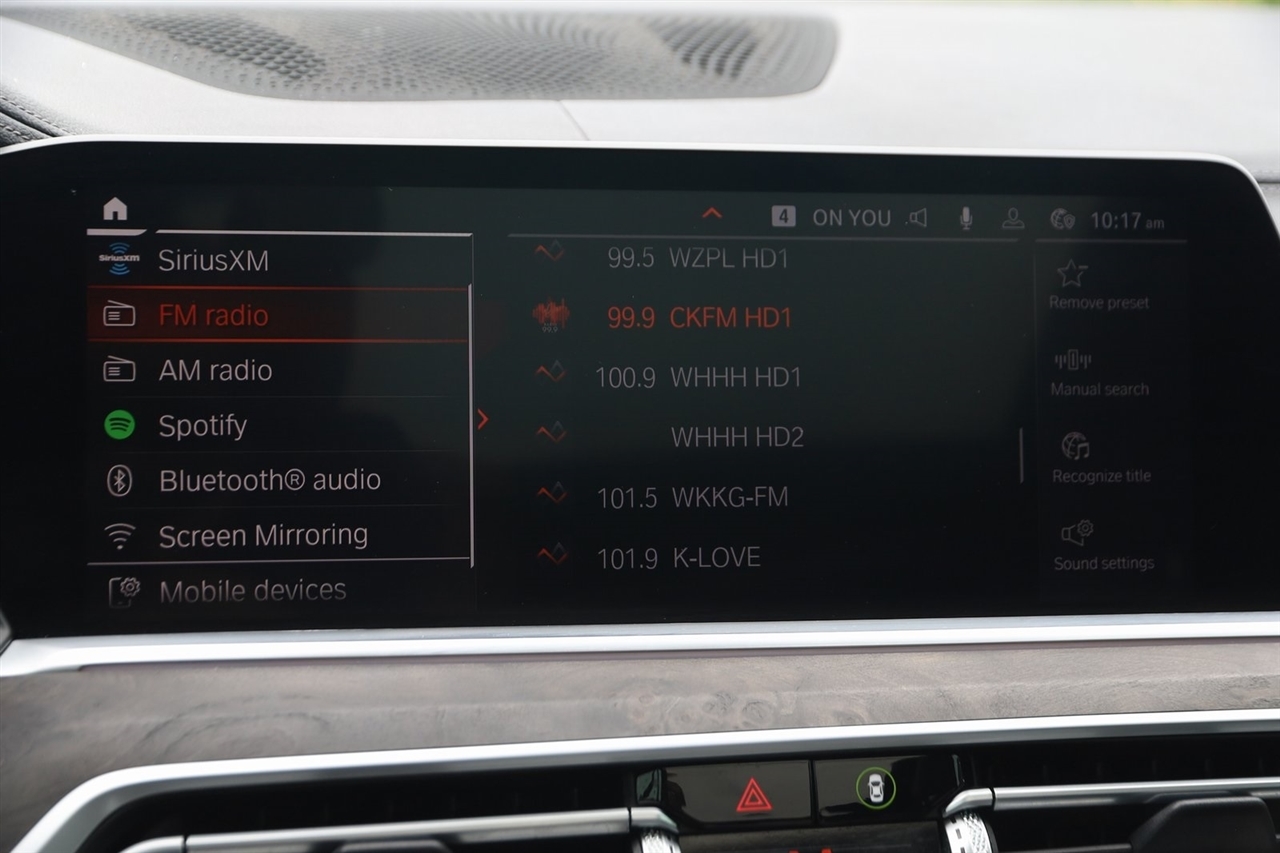 4 ON YOU 10:17 am
SiriusXM SiriusXM
FM radio
AM radio
Spotify
Bluetooth® audio
Screen Mirroring
Mobile devices
99.5 WZPL HD1
99.9 99.9 CKFM HD1
100.9 WHHH HD1
WHHH HD2
101.5 WKKG-FM
101.9 K-LOVE
Remove preset
Manual search
Recognize title
Sound settings